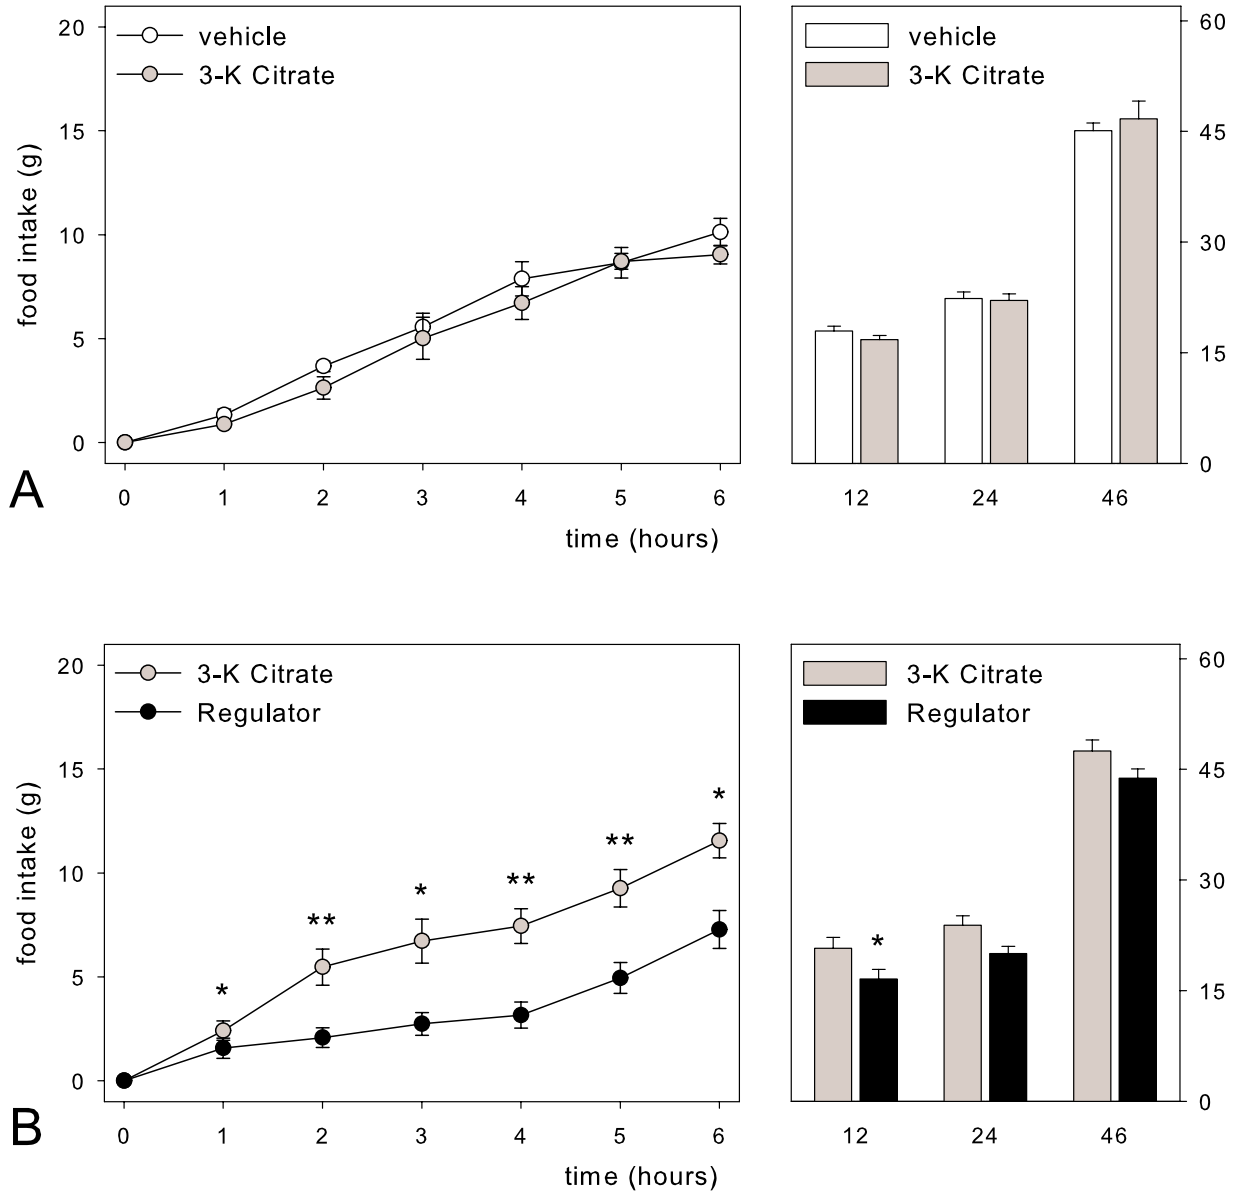 20
15
10
5
0
food intake (g)
vehicle
3-K Citrate
0 1 2 3 4 5 6
time (hours)
A
vehicle
3-K Citrate
60
45
30
15
0
12 24 46
20
15
10
5
0
food intake (g)
3-K Citrate
Regulator
* ** * ** ** *
0 1 2 3 4 5 6
time (hours)
B
3-K Citrate
Regulator
*
60
45
30
15
0
12 24 46